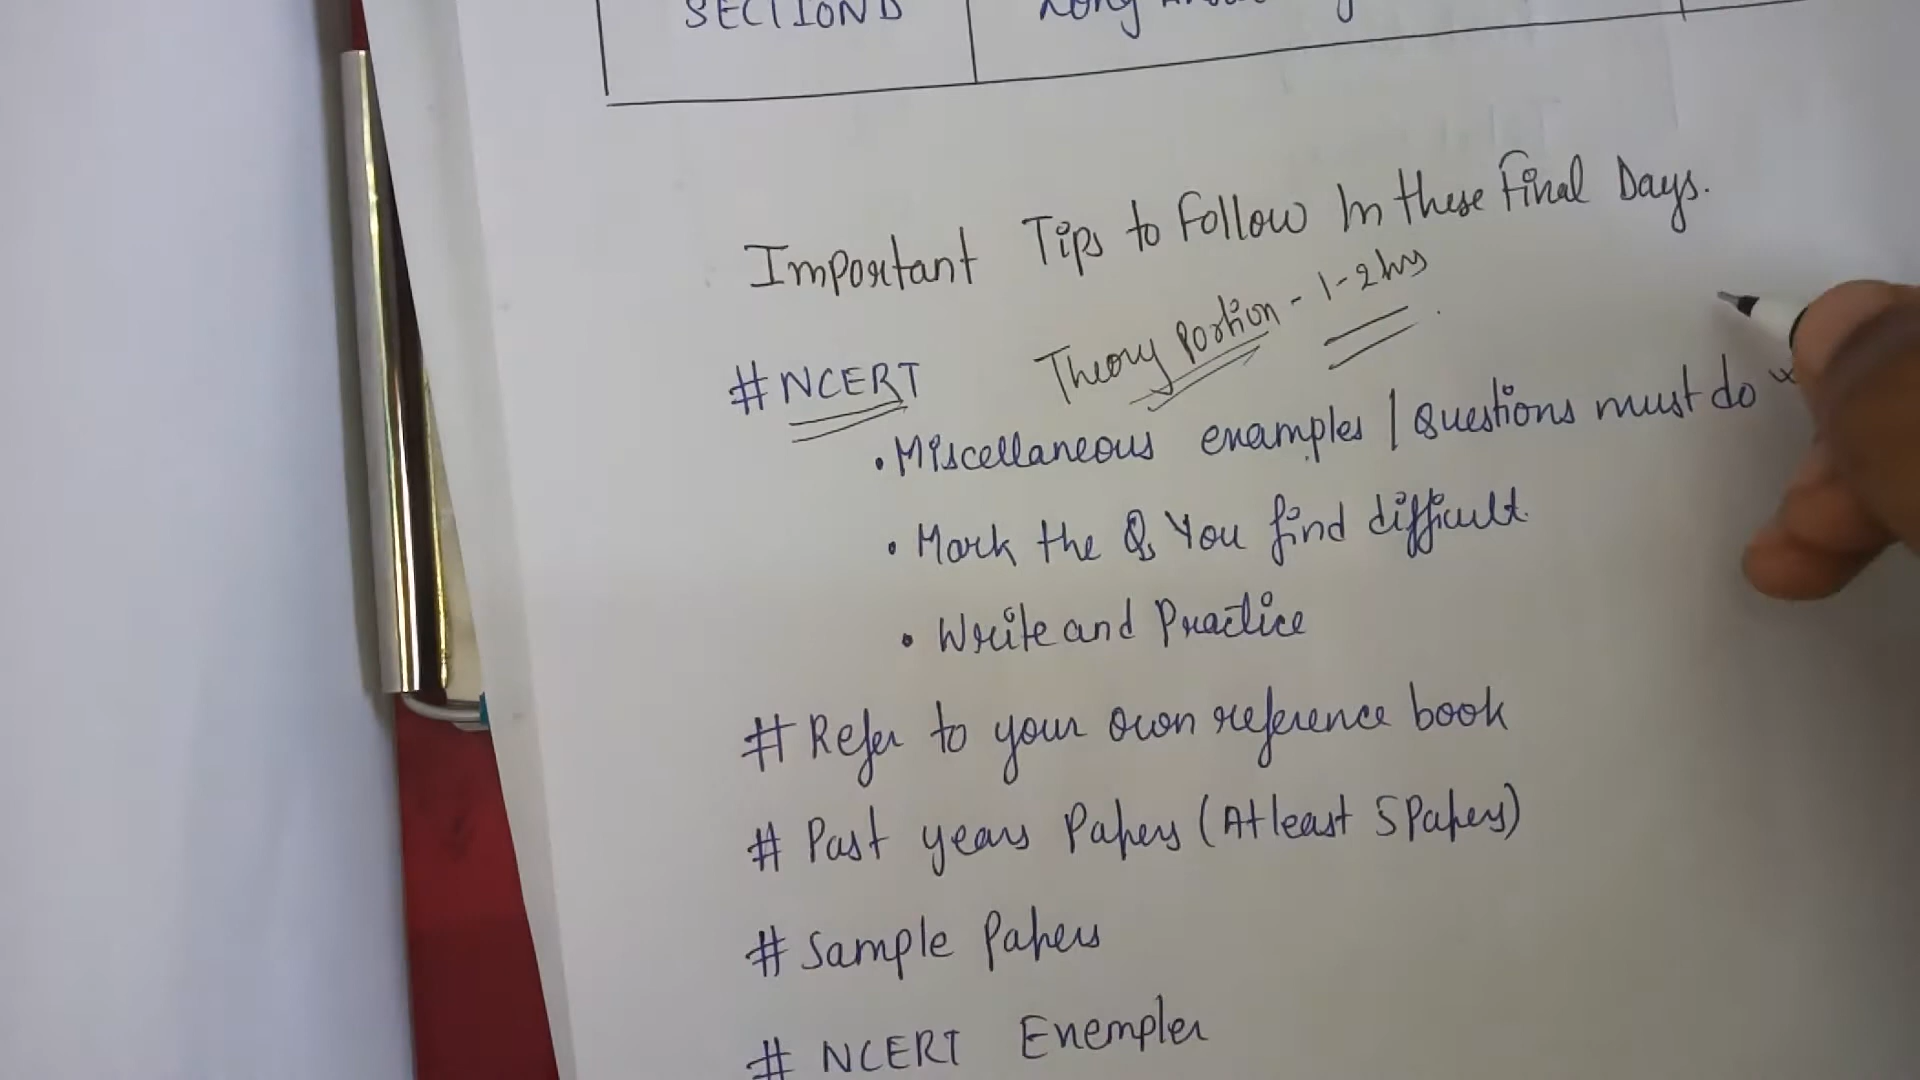 SECTION D
Long
Important Tips to Follow In these Final Days.
Theory Portion - 1-2 hrs
# NCERT
• Miscellaneous examples / Questions must do
• Mark the Qs You find difficult.
• Write and Practice
# Refer to your own reference book
# Past years Papers (Atleast 5 Papers)
# Sample Papers
# NCERT Exempler